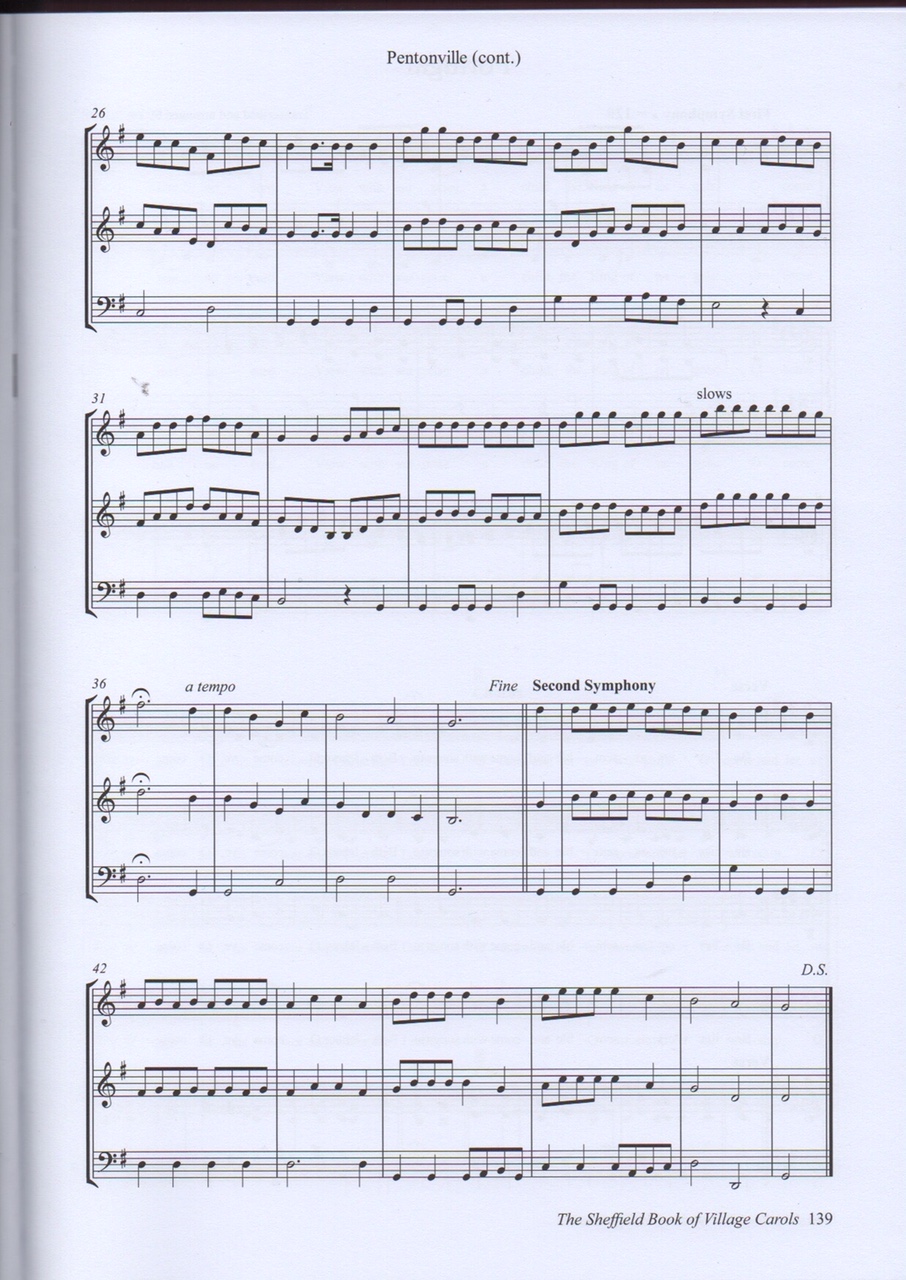 Pentonville (cont.)
26
31
slows
36
a tempo
Fine
Second Symphony
42
D.S.
The Sheffield Book of Village Carols 139